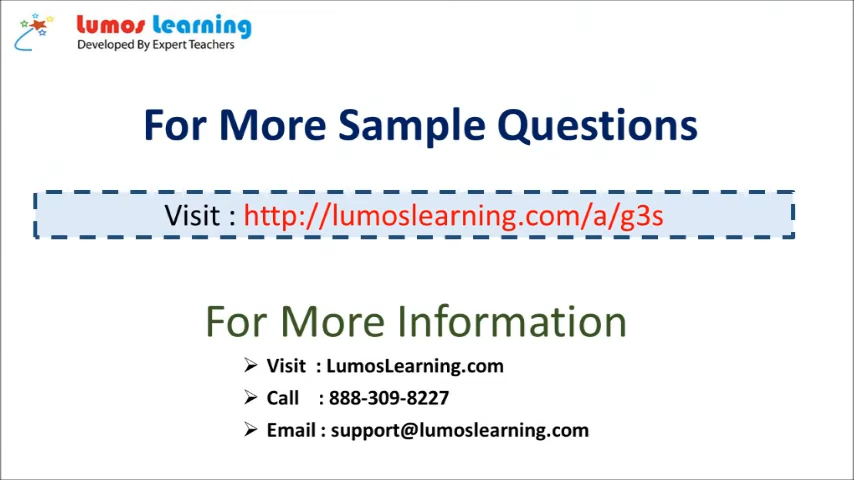 Lumos Learning
Developed By Expert Teachers
For More Sample Questions
Visit : http://lumoslearning.com/a/g3s
For More Information
Visit : LumosLearning.com
Call : 888-309-8227
Email : support@lumoslearning.com